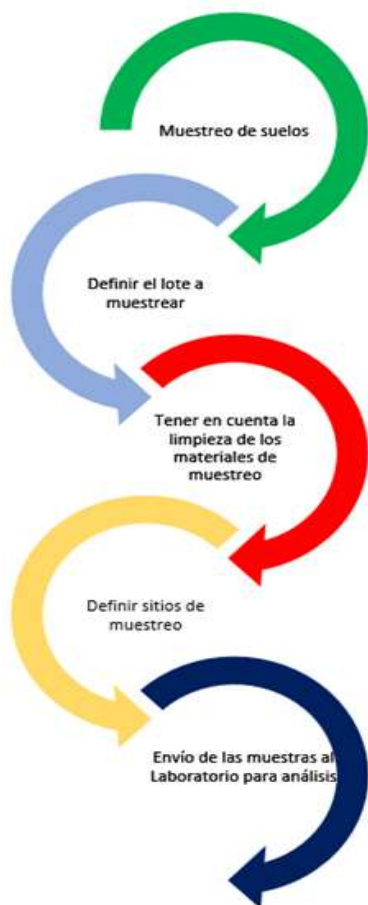 Muestreo de suelos
Definir el lote a
muestrear
Tener en cuenta la
limpieza de los
materiales de
muestreo
Definir sitios de
muestreo
Envío de las muestras al
Laboratorio para análisis